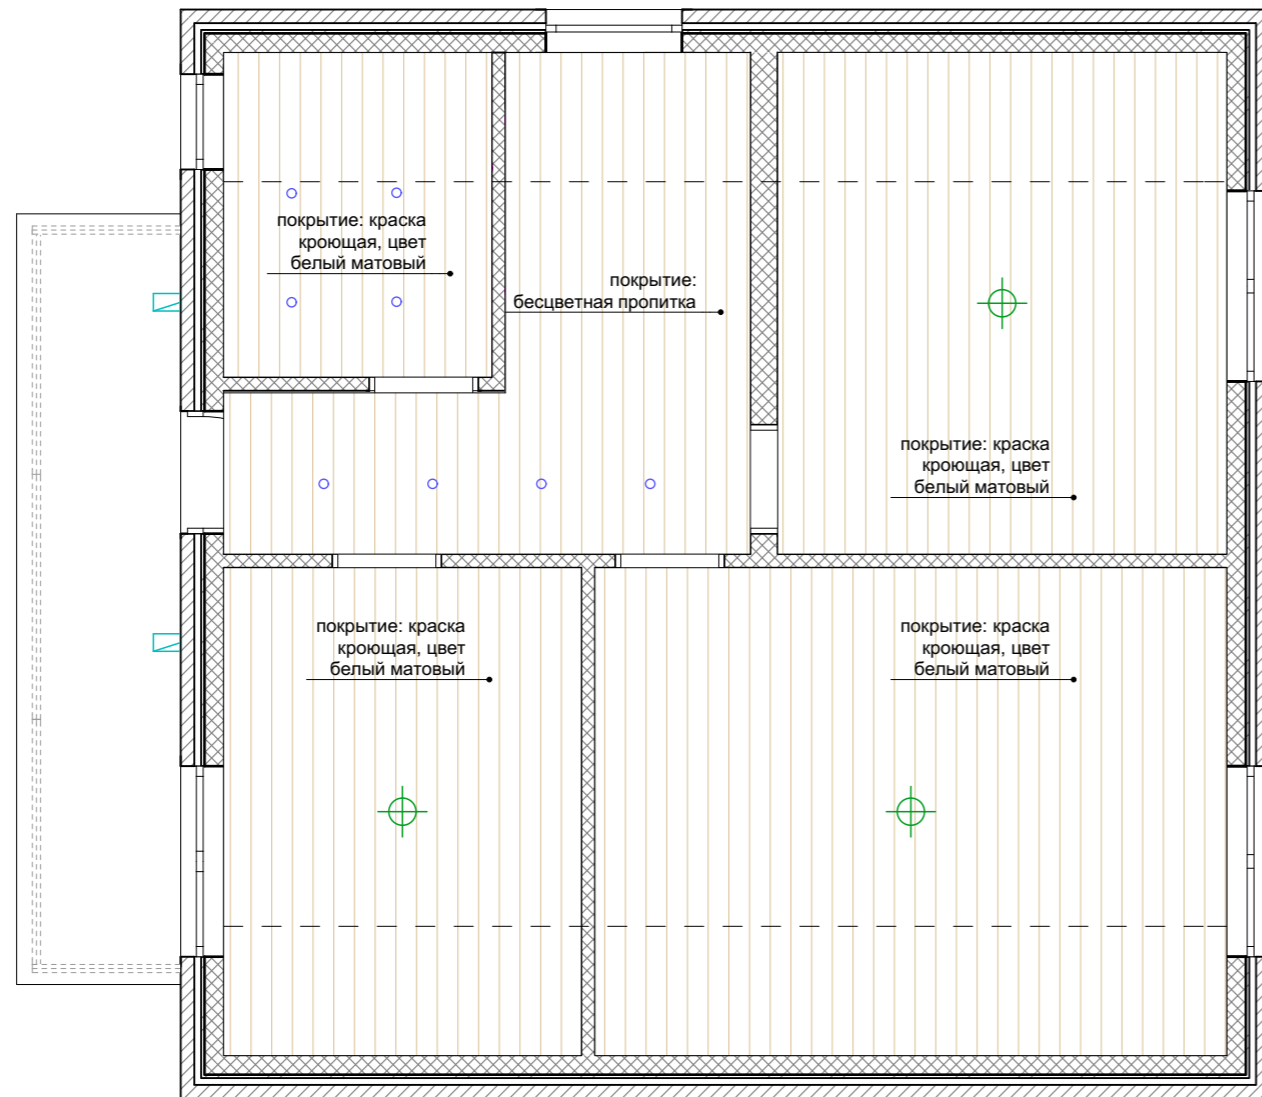 покрытие: краска
кроющая, цвет
белый матовый
покрытие:
бесцветная пропитка
покрытие: краска
кроющая, цвет
белый матовый
покрытие: краска
кроющая, цвет
белый матовый
покрытие: краска
кроющая, цвет
белый матовый